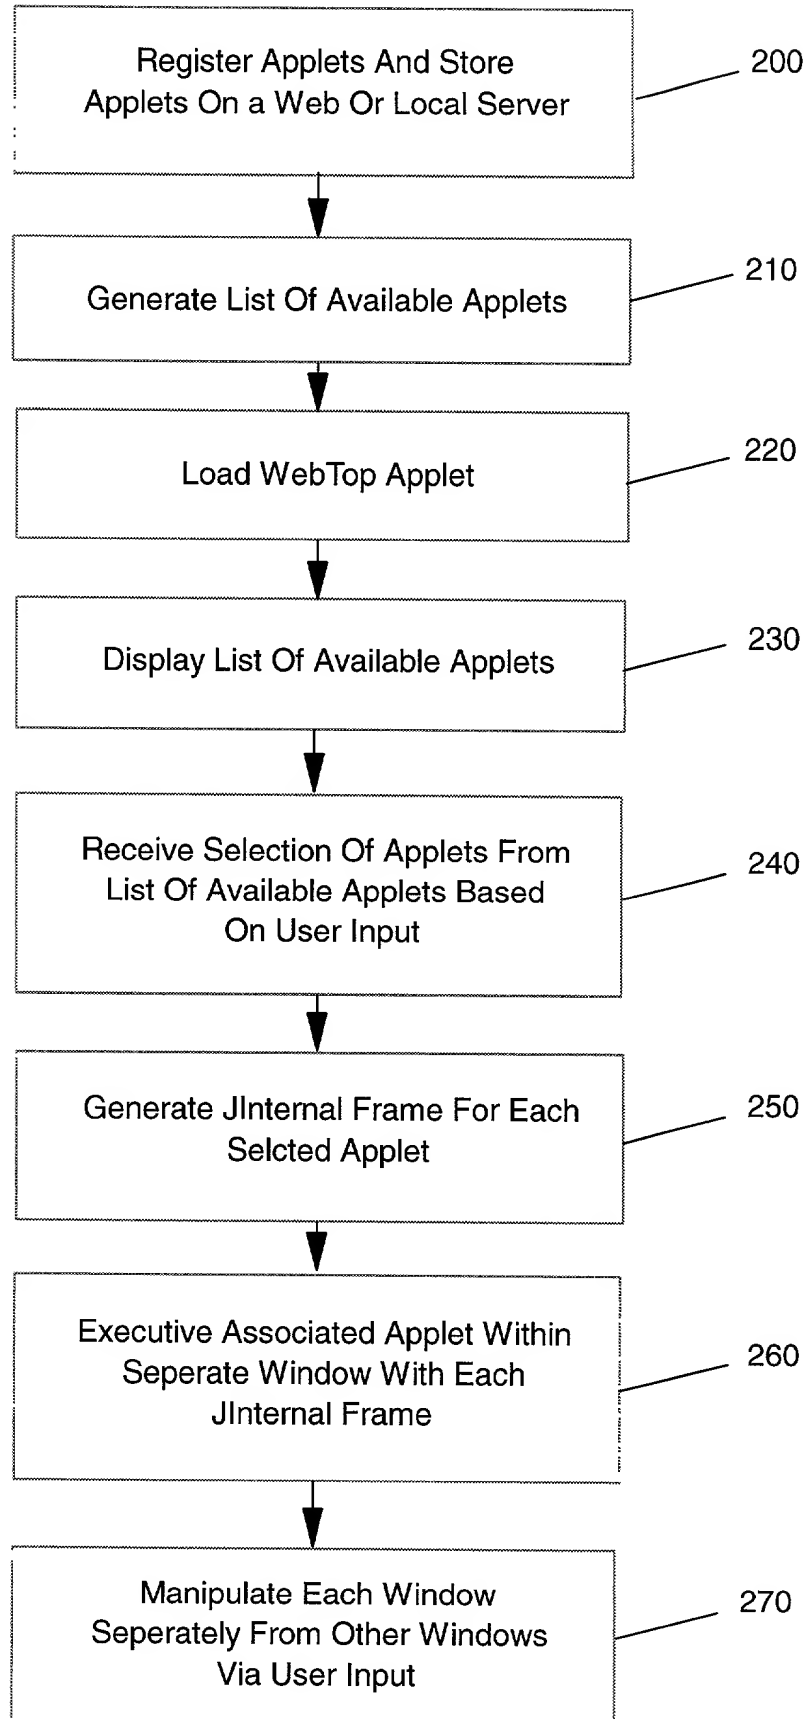 Register Applets And Store
Applets On a Web Or Local Server
200
Generate List Of Available Applets
210
Load WebTop Applet
220
Display List Of Available Applets
230
Receive Selection Of Applets From
List Of Available Applets Based
On User Input
240
Generate JInternal Frame For Each
Selcted Applet
250
Executive Associated Applet Within
Seperate Window With Each
JInternal Frame
260
Manipulate Each Window
Seperately From Other Windows
Via User Input
270